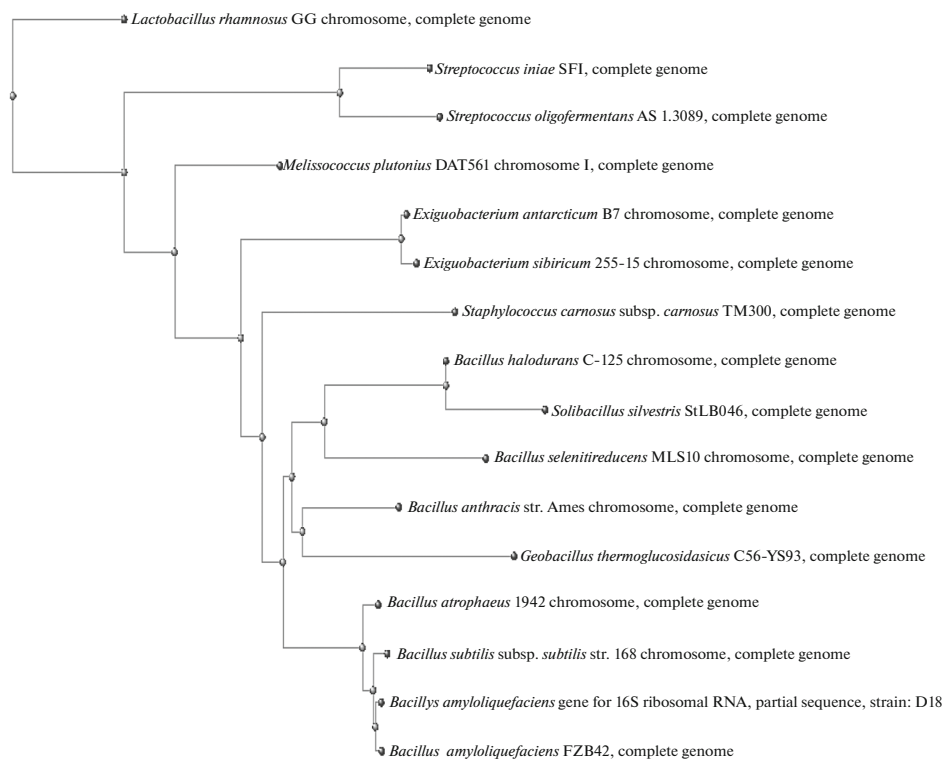 Lactobacillus rhamnosus GG chromosome, complete genome
Streptococcus iniae SFI, complete genome
Streptococcus oligofermentans AS 1.3089, complete genome
Melissococcus plutonius DAT561 chromosome I, complete genome
Exiguobacterium antarcticum B7 chromosome, complete genome
Exiguobacterium sibiricum 255-15 chromosome, complete genome
Staphylococcus carnosus subsp. carnosus TM300, complete genome
Bacillus halodurans C-125 chromosome, complete genome
Solibacillus silvestris StLB046, complete genome
Bacillus selenitireducens MLS10 chromosome, complete genome
Bacillus anthracis str. Ames chromosome, complete genome
Geobacillus thermoglucosidasicus C56-YS93, complete genome
Bacillus atrophaeus 1942 chromosome, complete genome
Bacillus subtilis subsp. subtilis str. 168 chromosome, complete genome
Bacillys amyloliquefaciens gene for 16S ribosomal RNA, partial sequence, strain: D18
Bacillus amyloliquefaciens FZB42, complete genome